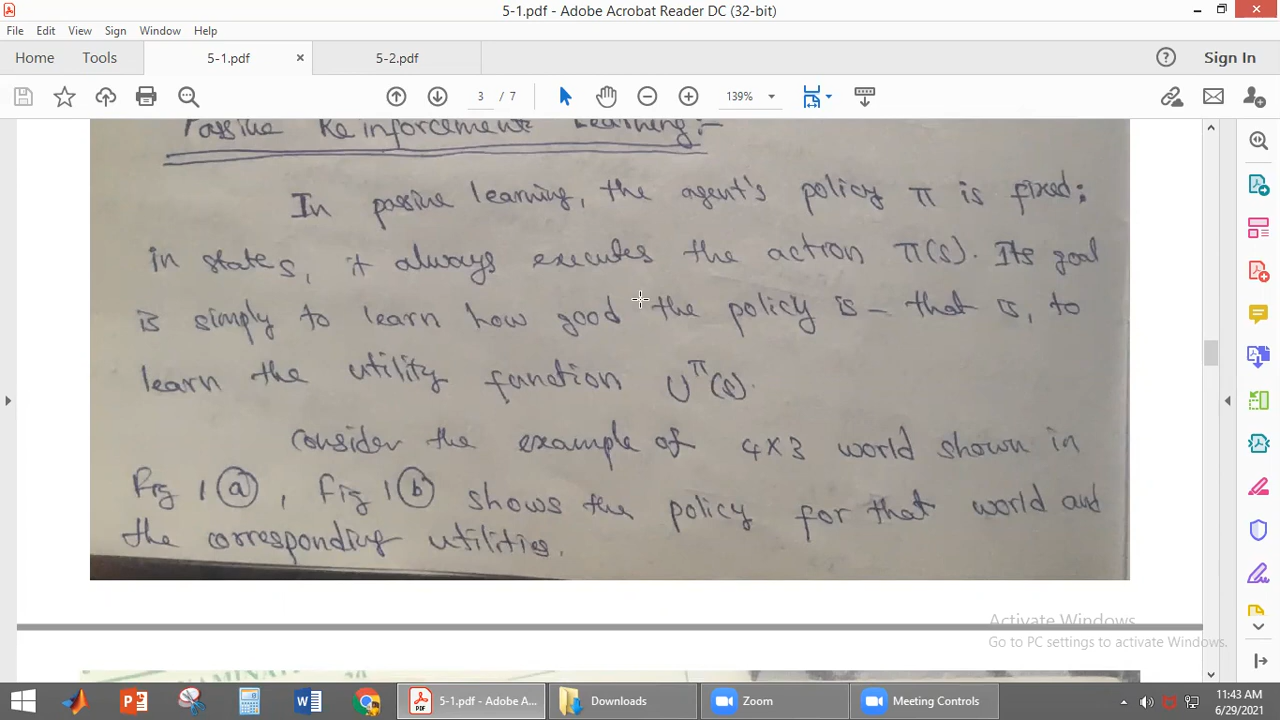 5-1.pdf - Adobe Acrobat Reader DC (32-bit)
File Edit View Sign Window Help
Home Tools 5-1.pdf × 5-2.pdf ? Sign In
3 / 7 139%
Passive Reinforcement Learning:-
In passive learning, the agent's policy π is fixed:
in state s, it always executes the action π(s). Its goal
is simply to learn how good the policy is – that is, to
learn the utility function U^π(s).
Consider the example of 4×3 world shown in
Fig 1 (a), Fig 1 (b) shows the policy for that world and
the corresponding utilities.
Activate Windows
Go to PC settings to activate Windows.
5-1.pdf - Adobe A... Downloads Zoom Meeting Controls
11:43 AM
6/29/2021